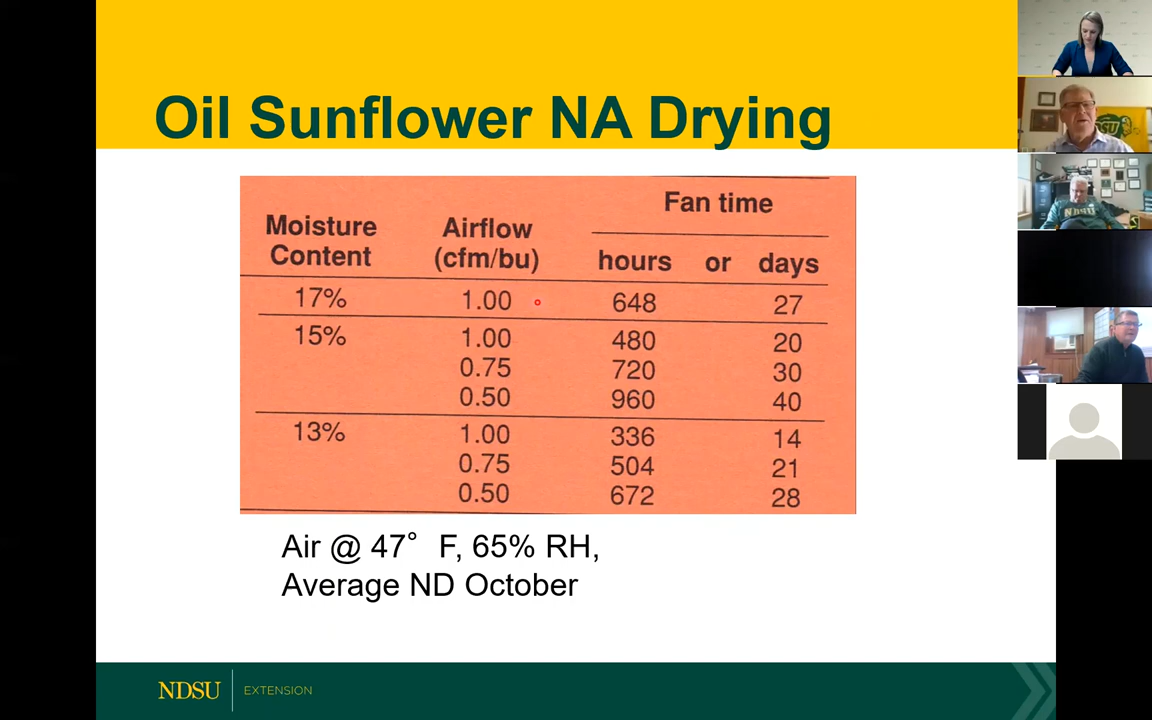 Oil Sunflower NA Drying
Fan time
Moisture Content Airflow (cfm/bu) hours or days
17% 1.00 648 27
15% 1.00 480 20
0.75 720 30
0.50 960 40
13% 1.00 336 14
0.75 504 21
0.50 672 28
Air @ 47° F, 65% RH,
Average ND October
NDSU EXTENSION
NDSU